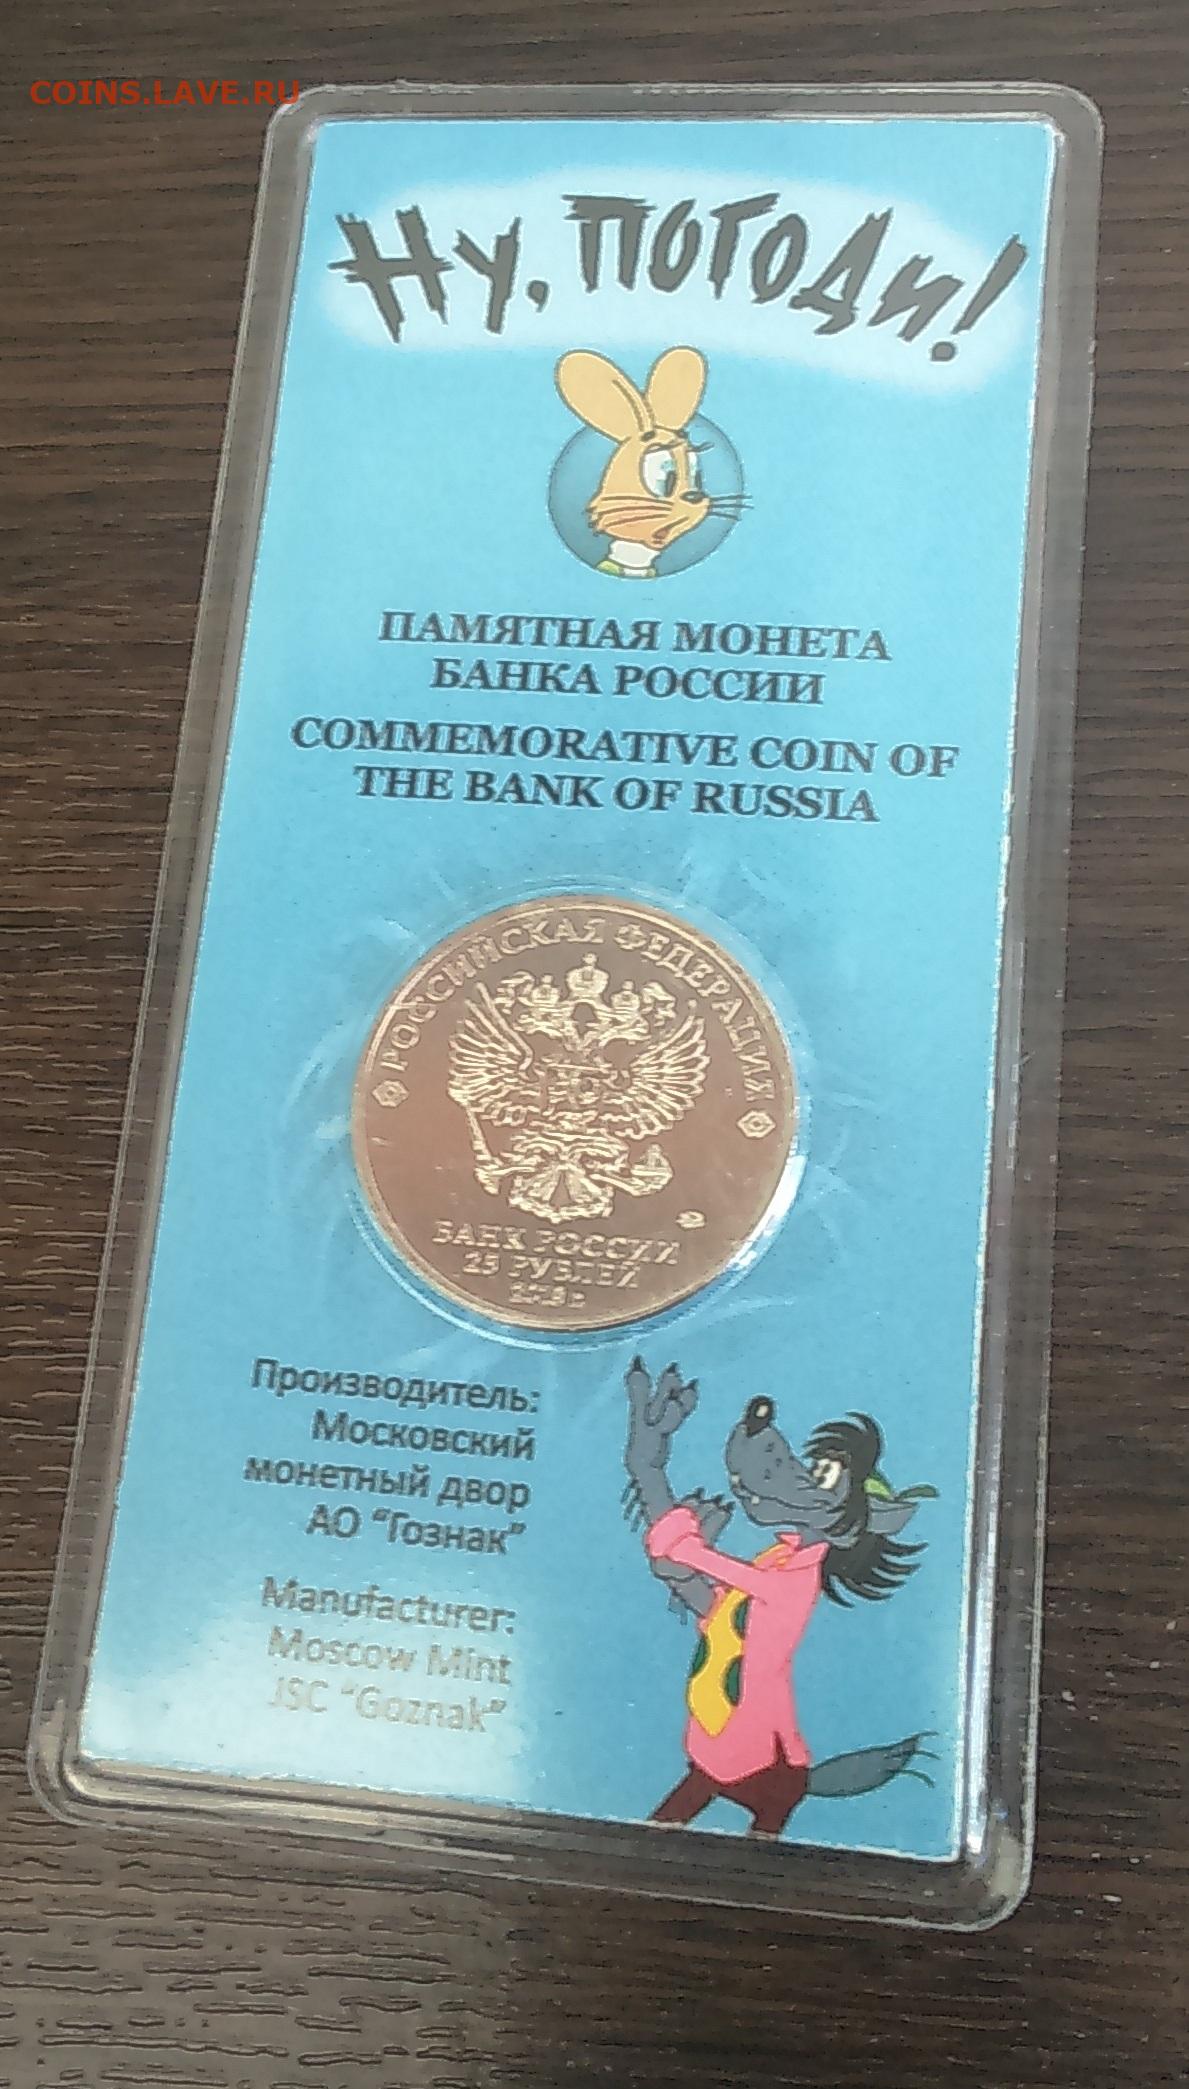 COINS.LAVE.RU
Ну, погоди!
ПАМЯТНАЯ МОНЕТА
БАНКА РОССИИ
COMMEMORATIVE COIN OF
THE BANK OF RUSSIA
РОССИЙСКАЯ ФЕДЕРАЦИЯ
БАНК РОССИИ
25 РУБЛЕЙ
2018 г.
Производитель:
Московский
монетный двор
АО "Гознак"
Manufacturer:
Moscow Mint
JSC "Goznak"